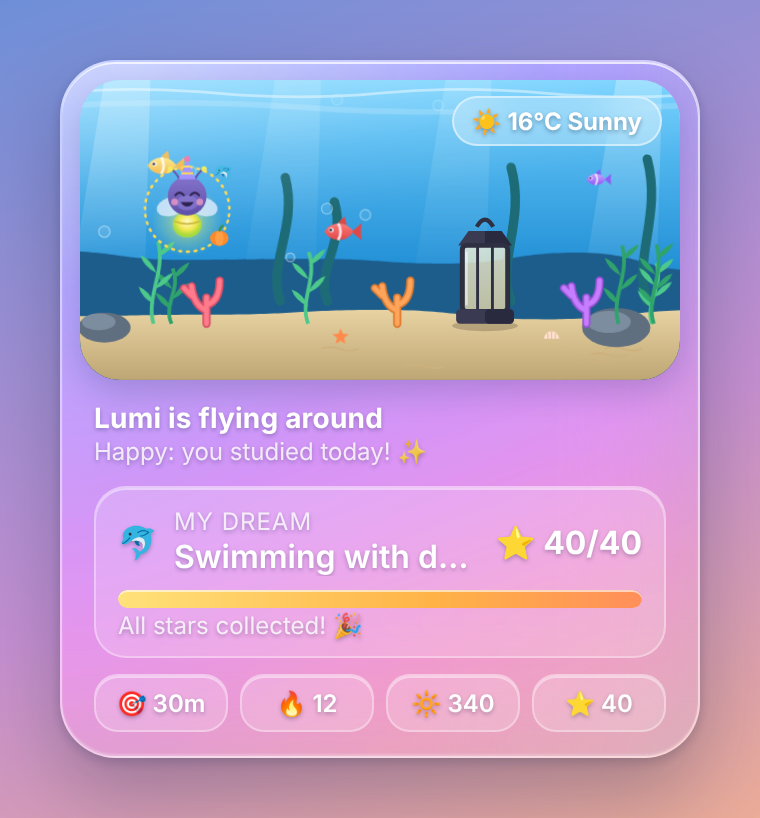 ☀️ 16°C Sunny
Lumi is flying around
Happy: you studied today! ✨
MY DREAM
Swimming with d...
⭐ 40/40
All stars collected! 🎉
🎯 30m
🔥 12
🔆 340
⭐ 40